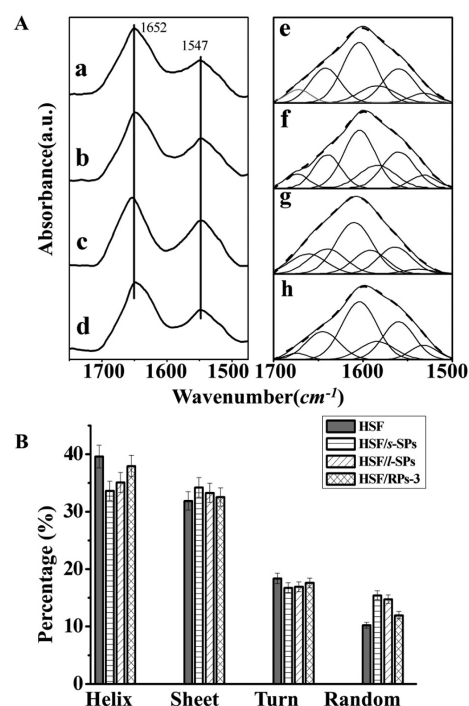 A
1652
1547
a
b
c
d
e
f
g
h
Absorbance(a.u.)
1700 1600 1500
1700 1600 1500
Wavenumber(cm⁻¹)
B
HSF
HSF/s-SPs
HSF/l-SPs
HSF/RPs-3
Percentage (%)
40
30
20
10
0
Helix Sheet Turn Random